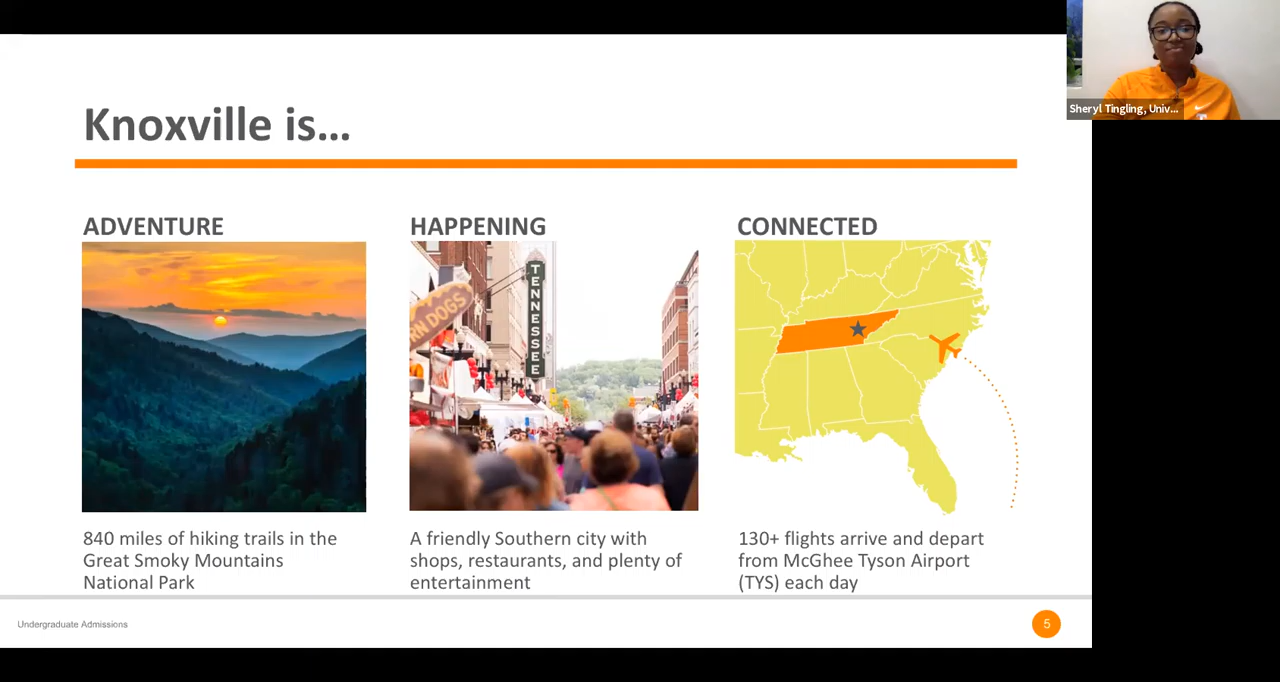 Sheryl Tingling, Univ...
Knoxville is...
ADVENTURE
HAPPENING
CONNECTED
RN DOGS
TENNESSEE
840 miles of hiking trails in the
Great Smoky Mountains
National Park
A friendly Southern city with
shops, restaurants, and plenty of
entertainment
130+ flights arrive and depart
from McGhee Tyson Airport
(TYS) each day
Undergraduate Admissions
5